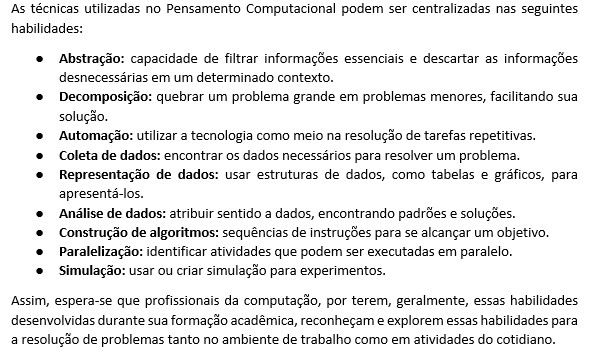 As técnicas utilizadas no Pensamento Computacional podem ser centralizadas nas seguintes
habilidades:
● Abstração: capacidade de filtrar informações essenciais e descartar as informações
desnecessárias em um determinado contexto.
● Decomposição: quebrar um problema grande em problemas menores, facilitando sua
solução.
● Automação: utilizar a tecnologia como meio na resolução de tarefas repetitivas.
● Coleta de dados: encontrar os dados necessários para resolver um problema.
● Representação de dados: usar estruturas de dados, como tabelas e gráficos, para
apresentá-los.
● Análise de dados: atribuir sentido a dados, encontrando padrões e soluções.
● Construção de algoritmos: sequências de instruções para se alcançar um objetivo.
● Paralelização: identificar atividades que podem ser executadas em paralelo.
● Simulação: usar ou criar simulação para experimentos.
Assim, espera-se que profissionais da computação, por terem, geralmente, essas habilidades
desenvolvidas durante sua formação acadêmica, reconheçam e explorem essas habilidades para
a resolução de problemas tanto no ambiente de trabalho como em atividades do cotidiano.